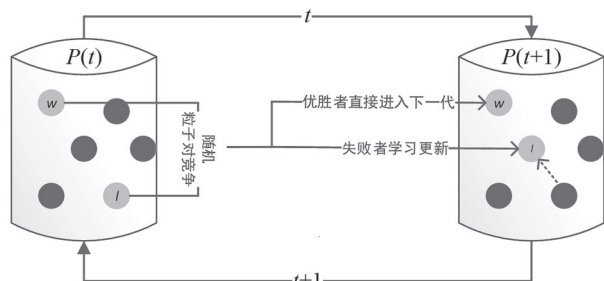 t
P(t)
P(t+1)
w
优胜者直接进入下一代
w
随机
粒子对竞争
失败者学习更新
l
l
t+1